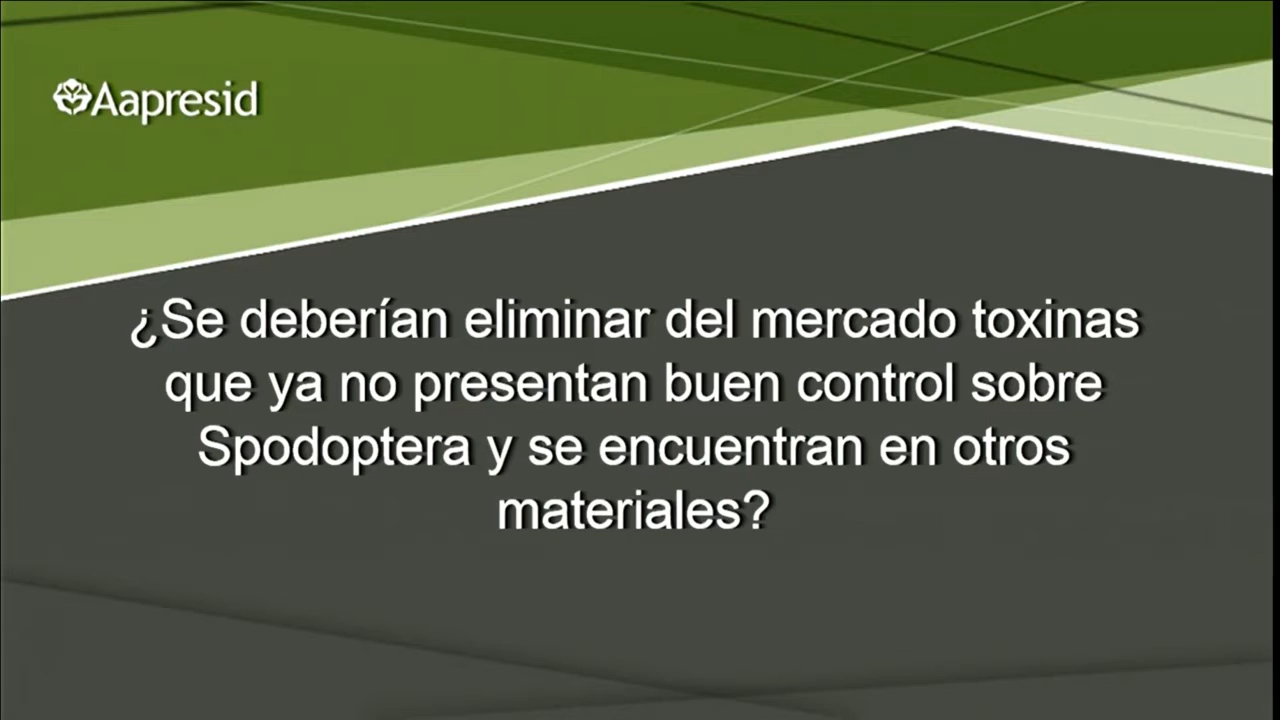 Aapresid
¿Se deberían eliminar del mercado toxinas
que ya no presentan buen control sobre
Spodoptera y se encuentran en otros
materiales?